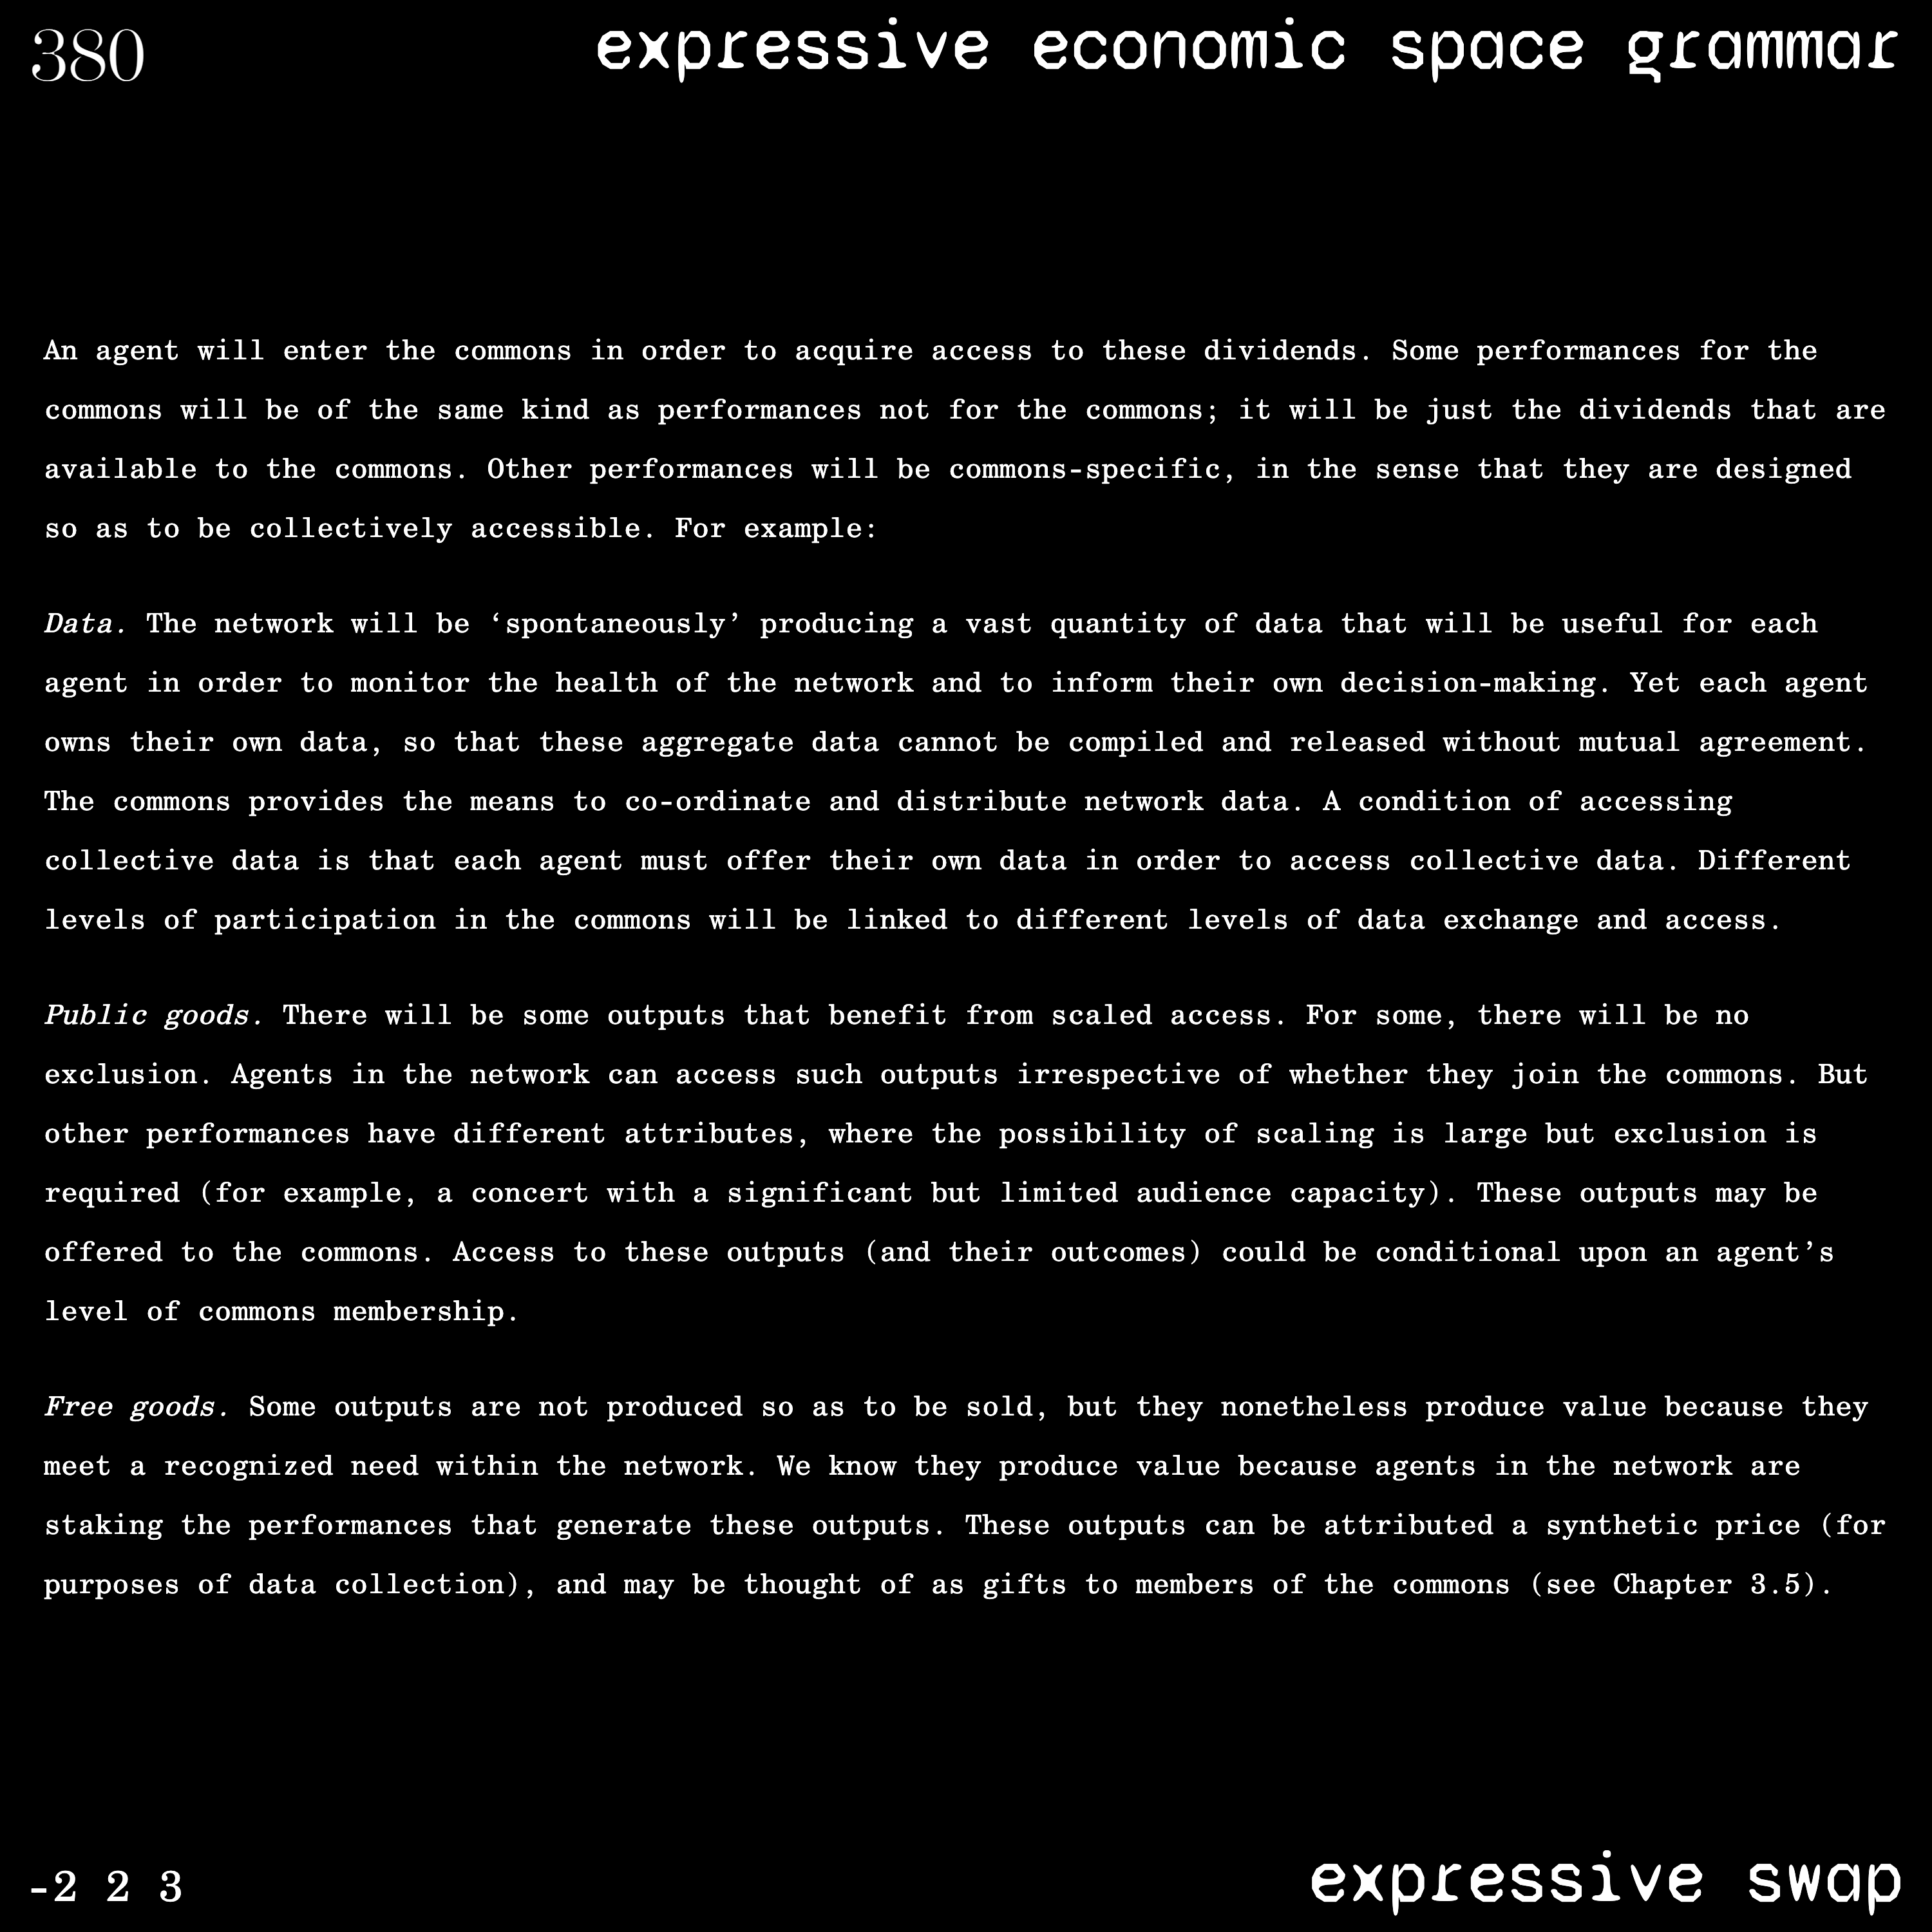 380
expressive economic space grammar
An agent will enter the commons in order to acquire access to these dividends. Some performances for the
commons will be of the same kind as performances not for the commons; it will be just the dividends that are
available to the commons. Other performances will be commons-specific, in the sense that they are designed
so as to be collectively accessible. For example:
Data. The network will be ‘spontaneously’ producing a vast quantity of data that will be useful for each
agent in order to monitor the health of the network and to inform their own decision-making. Yet each agent
owns their own data, so that these aggregate data cannot be compiled and released without mutual agreement.
The commons provides the means to co-ordinate and distribute network data. A condition of accessing
collective data is that each agent must offer their own data in order to access collective data. Different
levels of participation in the commons will be linked to different levels of data exchange and access.
Public goods. There will be some outputs that benefit from scaled access. For some, there will be no
exclusion. Agents in the network can access such outputs irrespective of whether they join the commons. But
other performances have different attributes, where the possibility of scaling is large but exclusion is
required (for example, a concert with a significant but limited audience capacity). These outputs may be
offered to the commons. Access to these outputs (and their outcomes) could be conditional upon an agent’s
level of commons membership.
Free goods. Some outputs are not produced so as to be sold, but they nonetheless produce value because they
meet a recognized need within the network. We know they produce value because agents in the network are
staking the performances that generate these outputs. These outputs can be attributed a synthetic price (for
purposes of data collection), and may be thought of as gifts to members of the commons (see Chapter 3.5).
-2 2 3
expressive swap